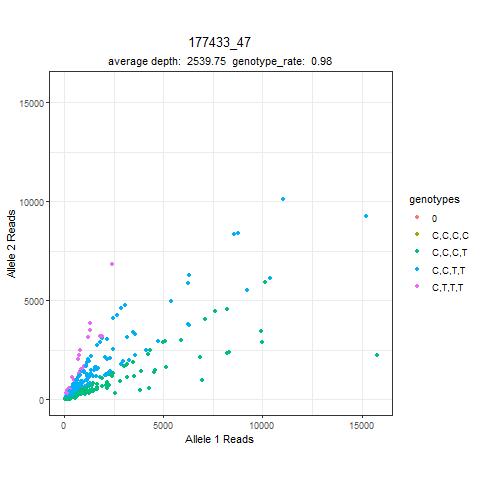 177433_47
average depth: 2539.75 genotype_rate: 0.98
Allele 2 Reads
15000
10000
5000
0
0 5000 10000 15000
Allele 1 Reads
genotypes
0
C,C,C,C
C,C,C,T
C,C,T,T
C,T,T,T